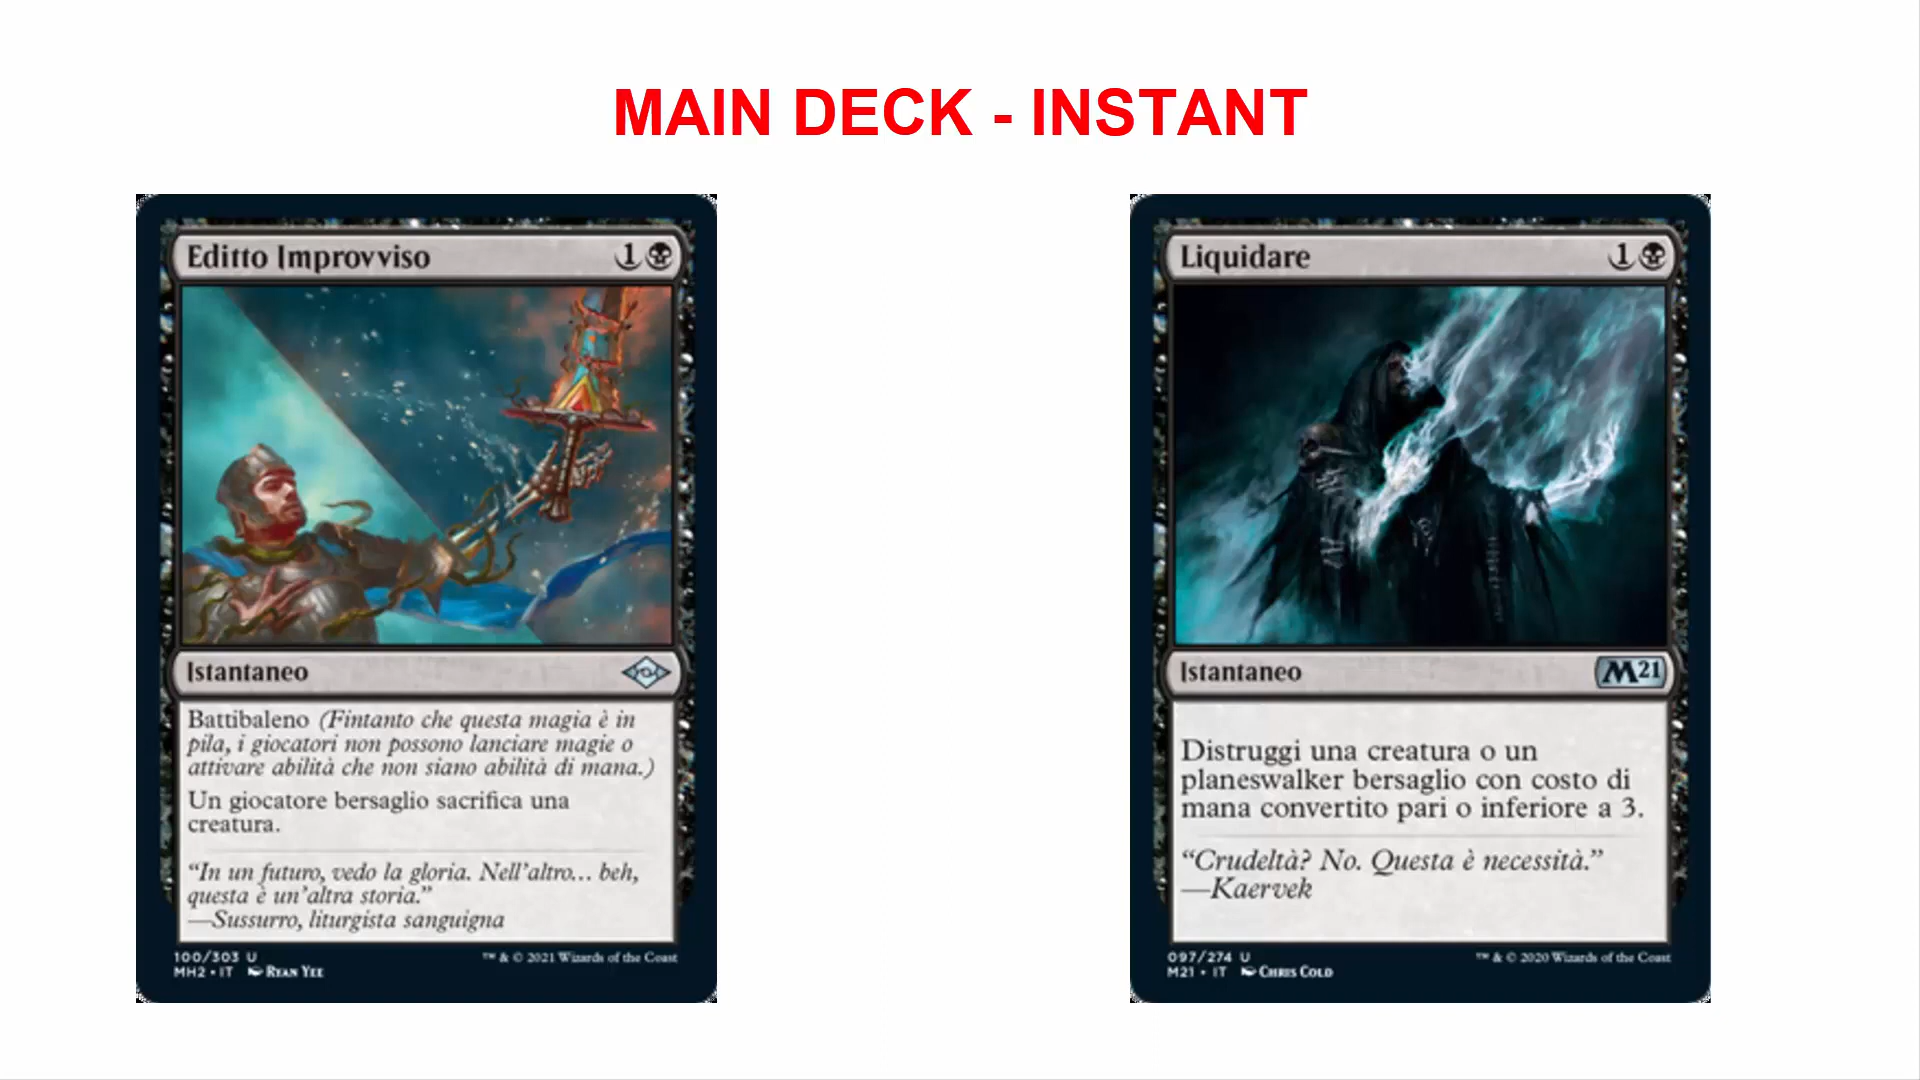 MAIN DECK - INSTANT
Editto Improvviso 1
Istantaneo
Battibaleno (Fintanto che questa magia è in
pila, i giocatori non possono lanciare magie o
attivare abilità che non siano abilità di mana.)
Un giocatore bersaglio sacrifica una
creatura.
“In un futuro, vedo la gloria. Nell'altro... beh,
questa è un'altra storia.”
—Sussurro, liturgista sanguigna
100/303 U
™ & © 2021 Wizards of the Coast
MH2 • IT Ryan Yee
Liquidare 1
Istantaneo M21
Distruggi una creatura o un
planeswalker bersaglio con costo di
mana convertito pari o inferiore a 3.
“Crudeltà? No. Questa è necessità.”
—Kaervek
097/274 U
™ & © 2020 Wizards of the Coast
M21 • IT Chris Cold